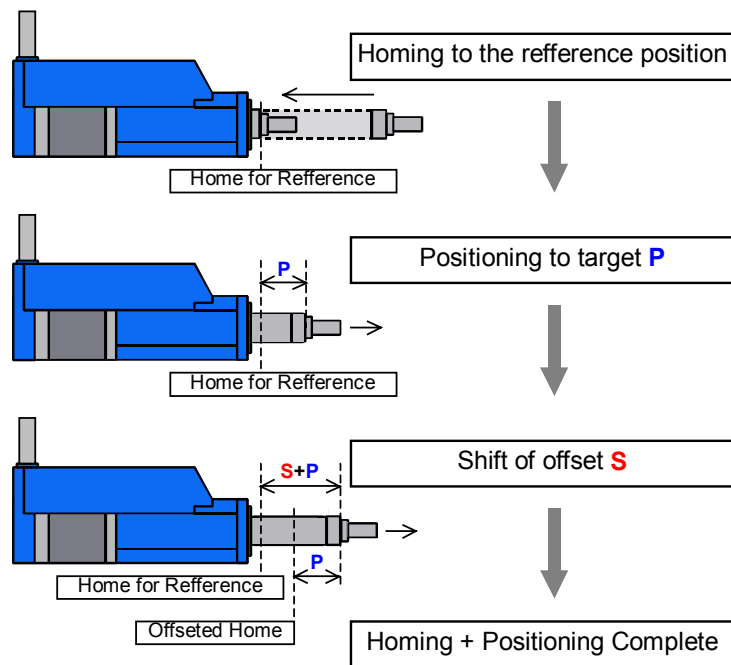 Homing to the refference position
Home for Refference
Positioning to target P
P
Home for Refference
Shift of offset S
S+P
P
Home for Refference
Offseted Home
Homing + Positioning Complete